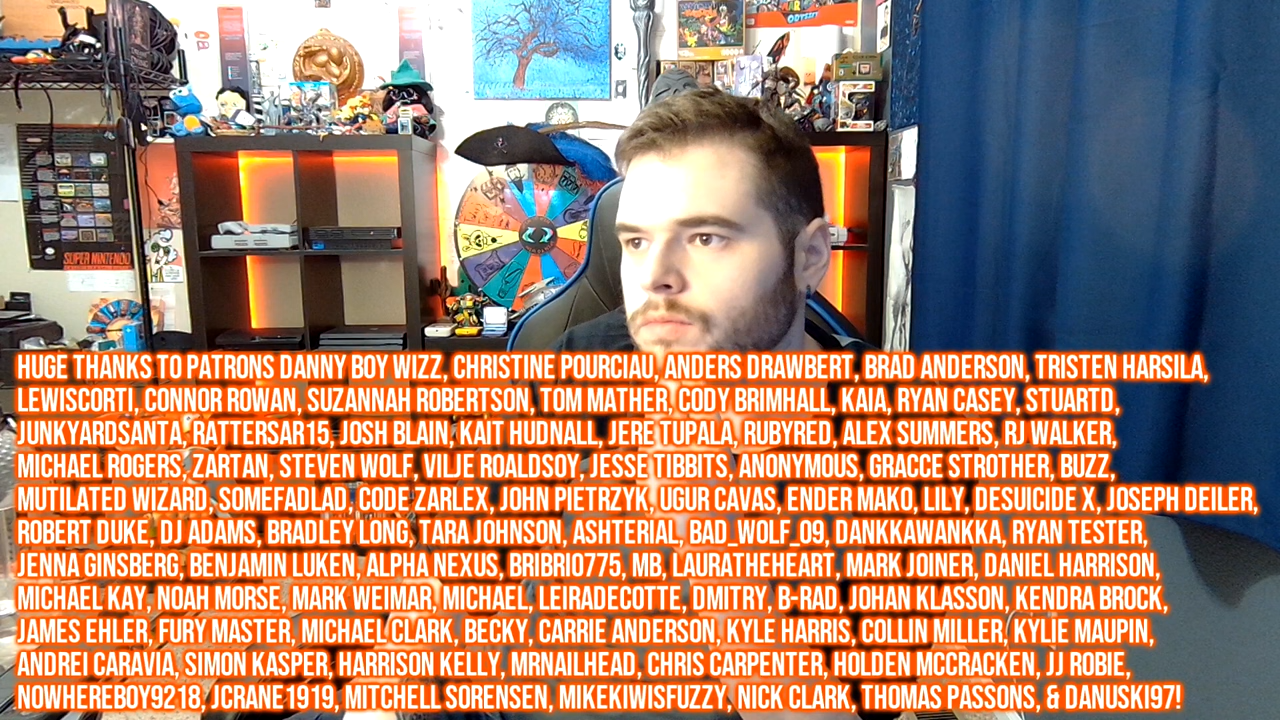 ODYSSEY
SUPER NINTENDO
HUGE THANKS TO PATRONS DANNY BOY WIZZ, CHRISTINE POURCIAU, ANDERS DRAWBERT, BRAD ANDERSON, TRISTEN HARSILA,
LEWISCORTI, CONNOR ROWAN, SUZANNAH ROBERTSON, TOM MATHER, CODY BRIMHALL, KAIA, RYAN CASEY, STUARTD,
JUNKYARDSANTA, RATTERSAR15, JOSH BLAIN, KAIT HUDNALL, JERE TUPALA, RUBYRED, ALEX SUMMERS, RJ WALKER,
MICHAEL ROGERS, ZARTAN, STEVEN WOLF, VILJE ROALDSOY, JESSE TIBBITS, ANONYMOUS, GRACCE STROTHER, BUZZ,
MUTILATED WIZARD, SOMEFADLAD, CODE ZARLEX, JOHN PIETRZYK, UGUR CAVAS, ENDER MAKO, LILY, DESUICIDE X, JOSEPH DEILER,
ROBERT DUKE, DJ ADAMS, BRADLEY LONG, TARA JOHNSON, ASHTERIAL, BAD_WOLF_09, DANKKAWANKKA, RYAN TESTER,
JENNA GINSBERG, BENJAMIN LUKEN, ALPHA NEXUS, BRIBRI0775, MB, LAURATHEHEART, MARK JOINER, DANIEL HARRISON,
MICHAEL KAY, NOAH MORSE, MARK WEIMAR, MICHAEL, LEIRADECOTTE, DMITRY, B-RAD, JOHAN KLASSON, KENDRA BROCK,
JAMES EHLER, FURY MASTER, MICHAEL CLARK, BECKY, CARRIE ANDERSON, KYLE HARRIS, COLLIN MILLER, KYLIE MAUPIN,
ANDREI CARAVIA, SIMON KASPER, HARRISON KELLY, MRNAILHEAD, CHRIS CARPENTER, HOLDEN MCCRACKEN, JJ ROBIE,
NOWHEREBOY9218, JCRANE1919, MITCHELL SORENSEN, MIKEKIWISFUZZY, NICK CLARK, THOMAS PASSONS, & DANUSKI97!